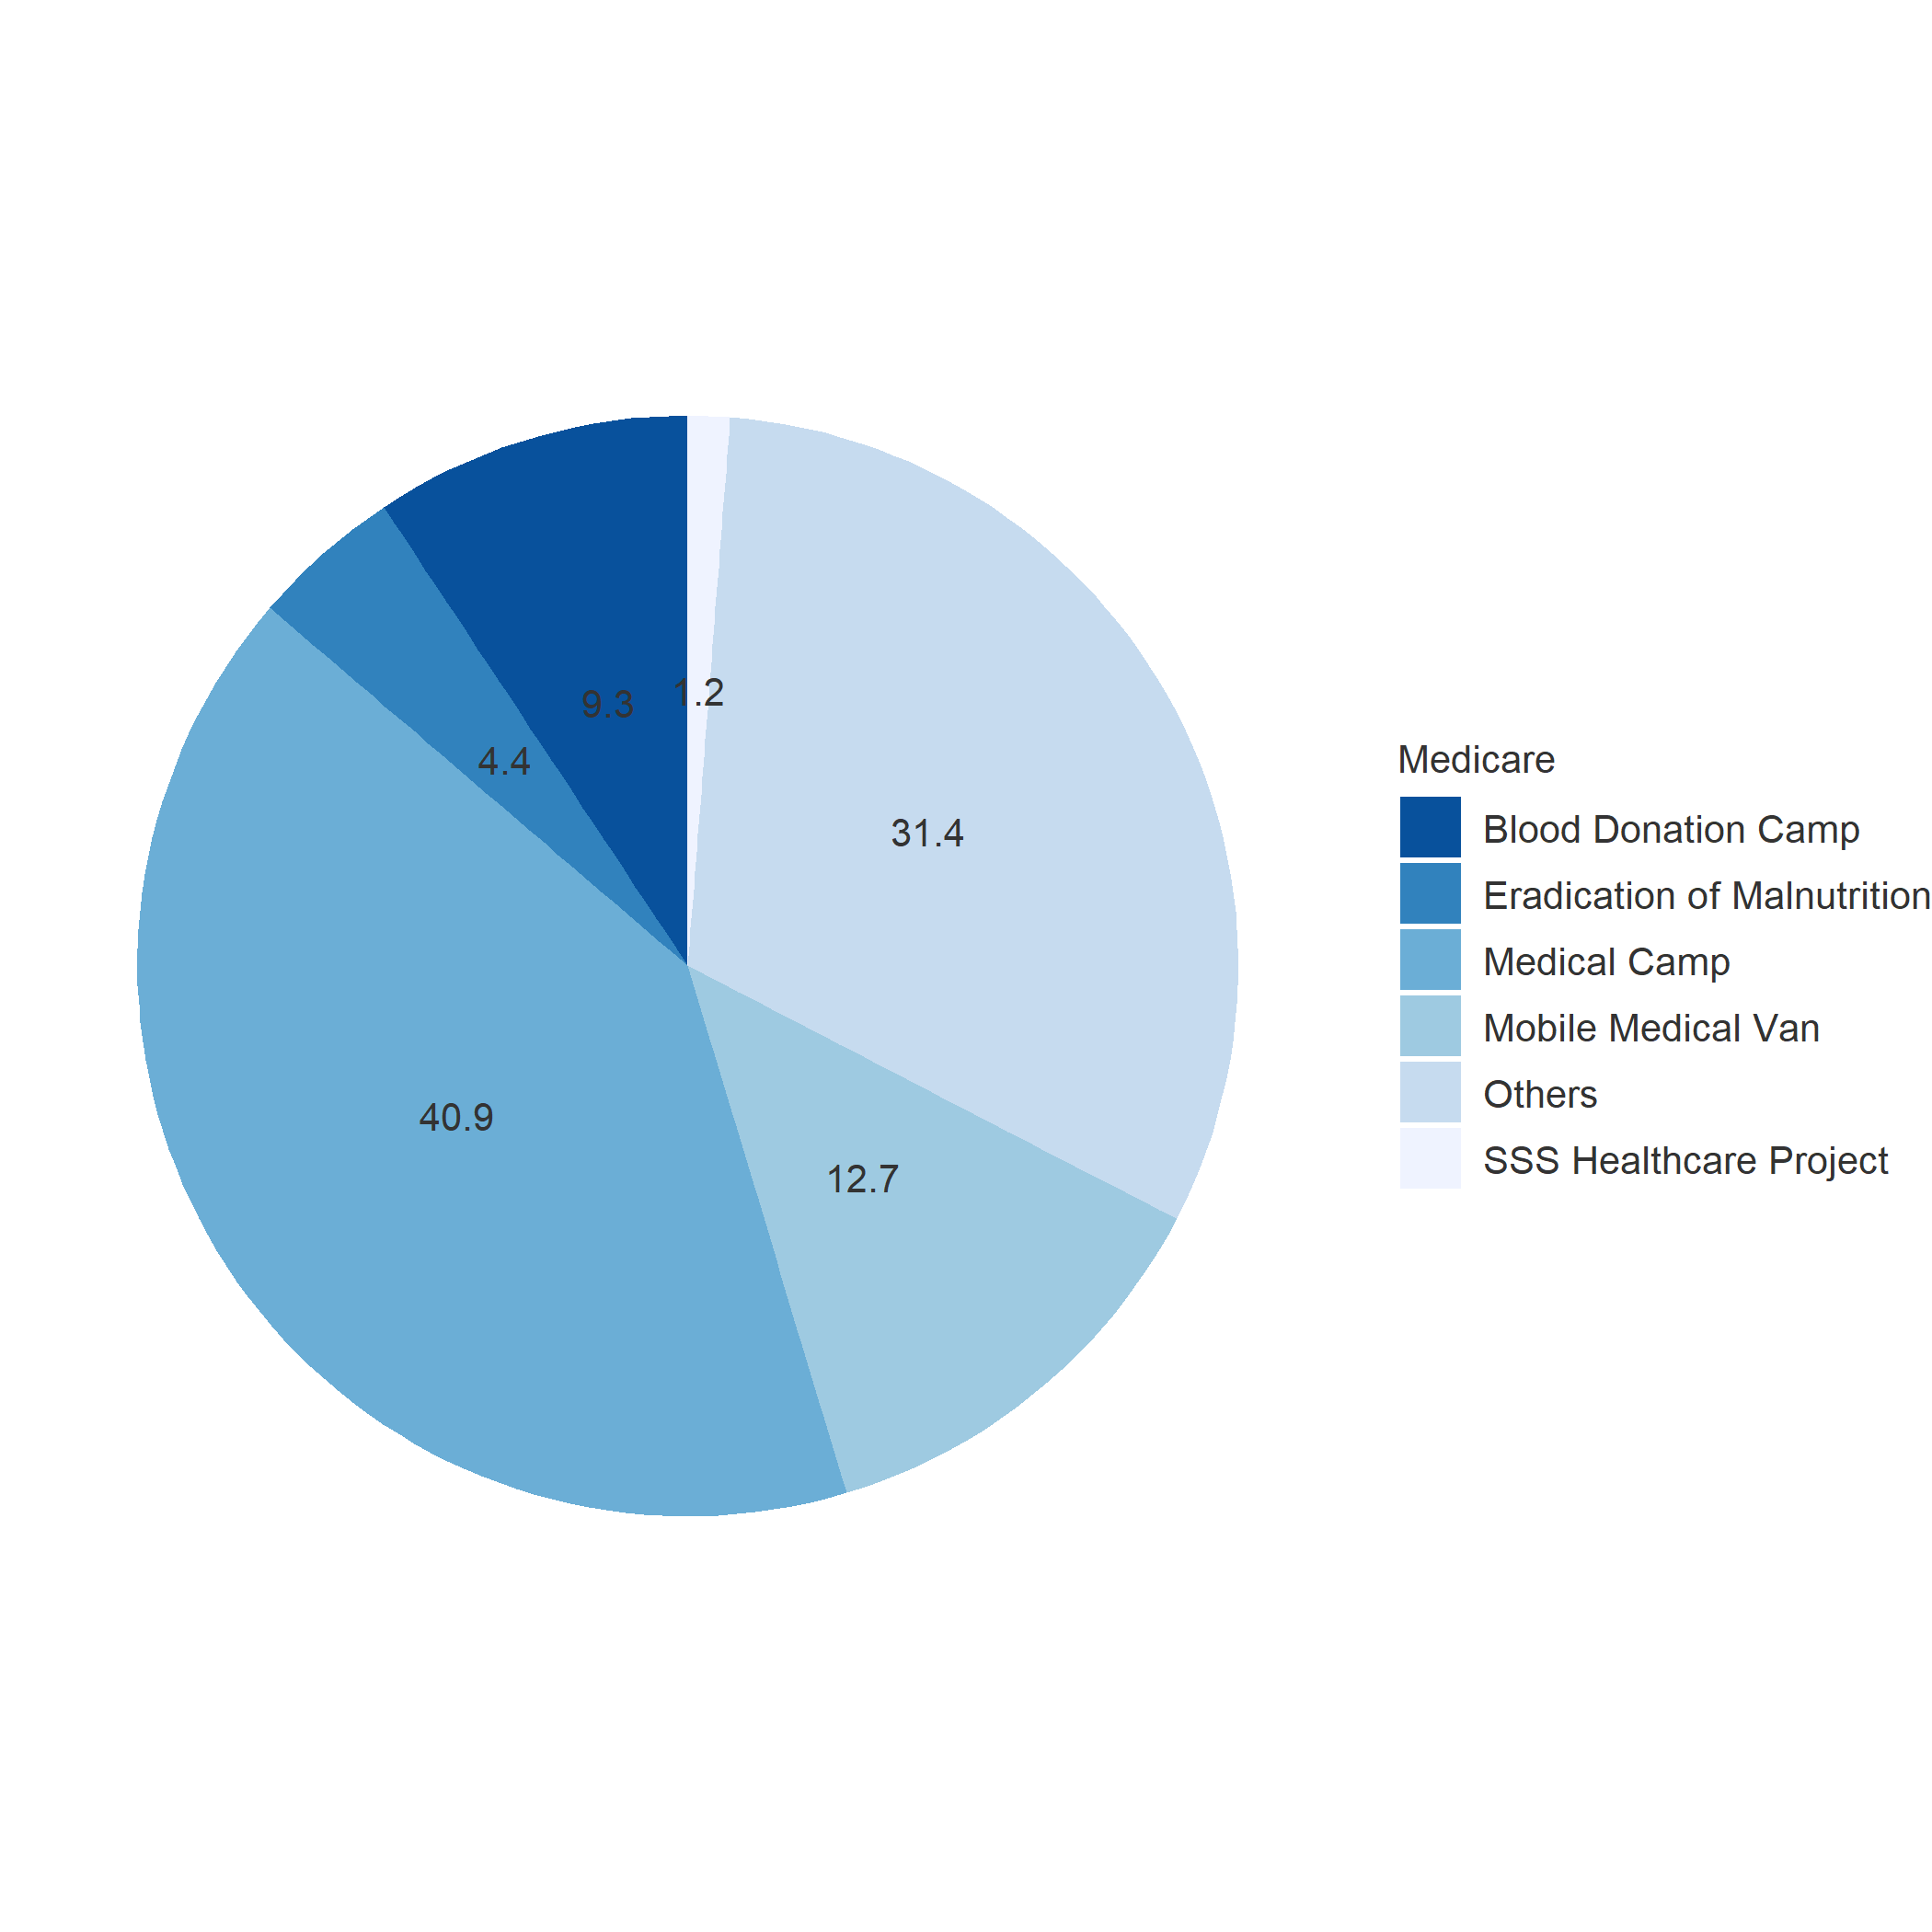 9.3
1.2
4.4
31.4
40.9
12.7
Medicare
Blood Donation Camp
Eradication of Malnutrition
Medical Camp
Mobile Medical Van
Others
SSS Healthcare Project